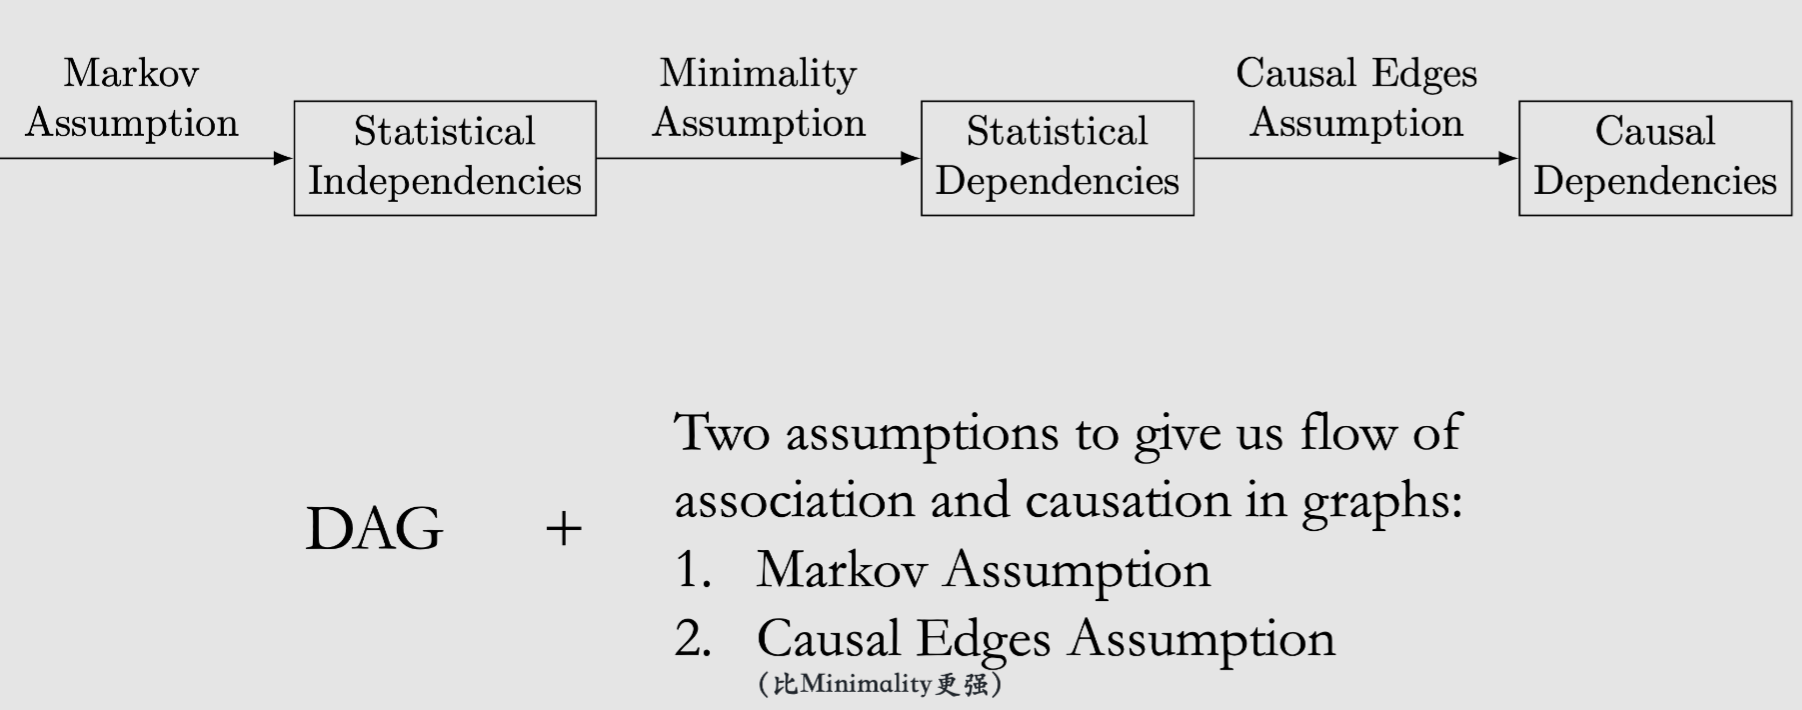 Markov
Assumption
Statistical
Independencies
Minimality
Assumption
Statistical
Dependencies
Causal Edges
Assumption
Causal
Dependencies
DAG +
Two assumptions to give us flow of
association and causation in graphs:
1. Markov Assumption
2. Causal Edges Assumption
(比Minimality更强)